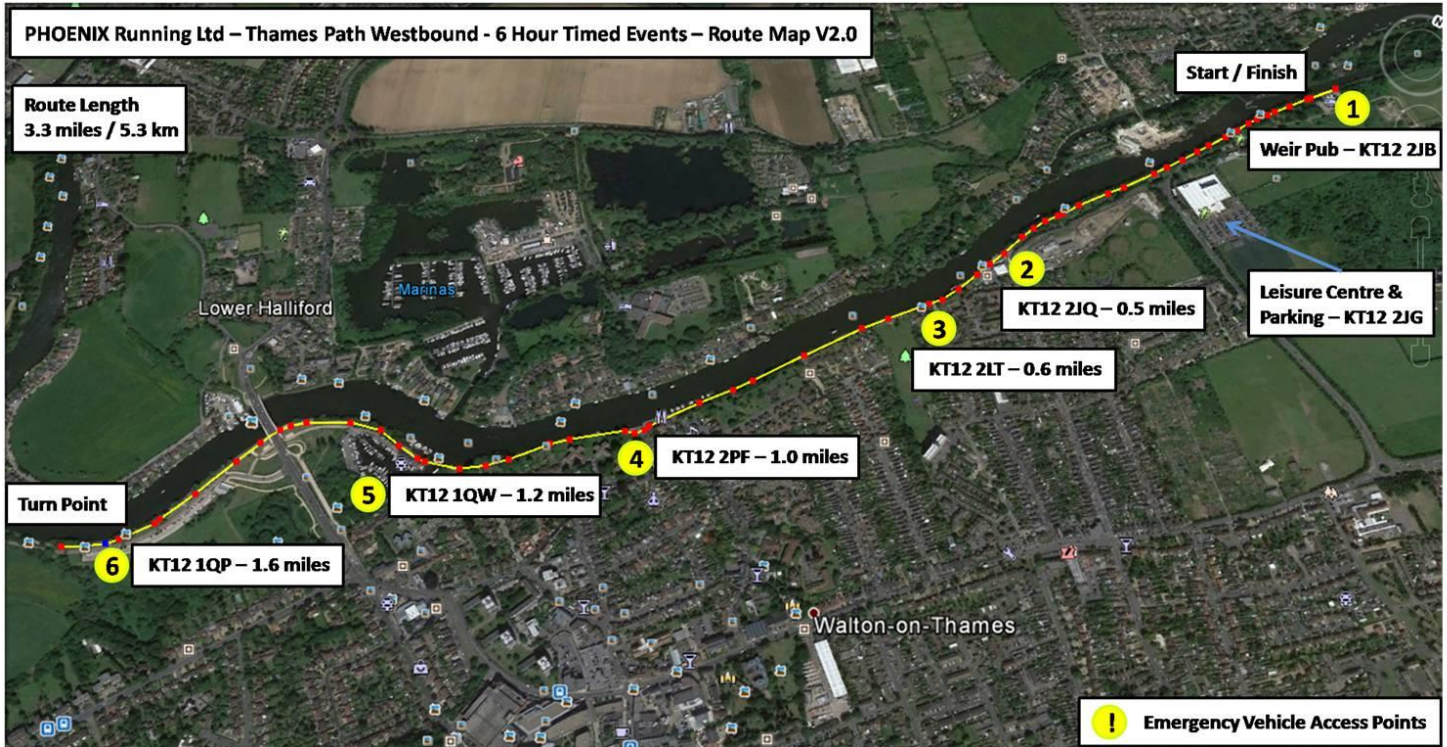 PHOENIX Running Ltd – Thames Path Westbound - 6 Hour Timed Events – Route Map V2.0
Start / Finish
Route Length
3.3 miles / 5.3 km
1
Weir Pub – KT12 2JB
2
KT12 2JQ – 0.5 miles
Leisure Centre &
Parking – KT12 2JG
Marinas
Lower Halliford
3
KT12 2LT – 0.6 miles
4
KT12 2PF – 1.0 miles
5
KT12 1QW – 1.2 miles
Turn Point
6
KT12 1QP – 1.6 miles
Walton-on-Thames
! Emergency Vehicle Access Points